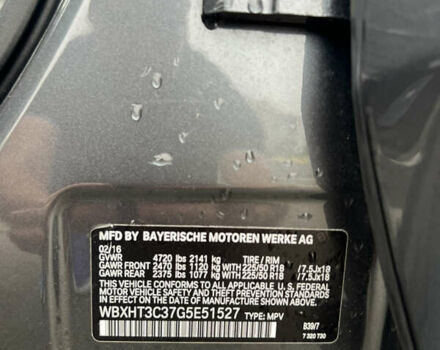 MFD BY BAYERISCHE MOTOREN WERKE AG
02/16
GVWR 4720 lbs 2141 kg TIRE / RIM
GAWR FRONT 2470 lbs 1120 kg WITH 225/50 R18 /7.5Jx18
GAWR REAR 2375 lbs 1077 kg WITH 225/50 R18 /7.5Jx18
THIS VEHICLE CONFORMS TO ALL APPLICABLE U.S. FEDERAL
MOTOR VEHICLE SAFETY AND THEFT PREVENTION STANDARDS
IN EFFECT ON THE DATE OF MANUFACTURE SHOWN ABOVE.
WBXHT3C37G5E51527 TYPE: MPV
B39/7
7 320 730